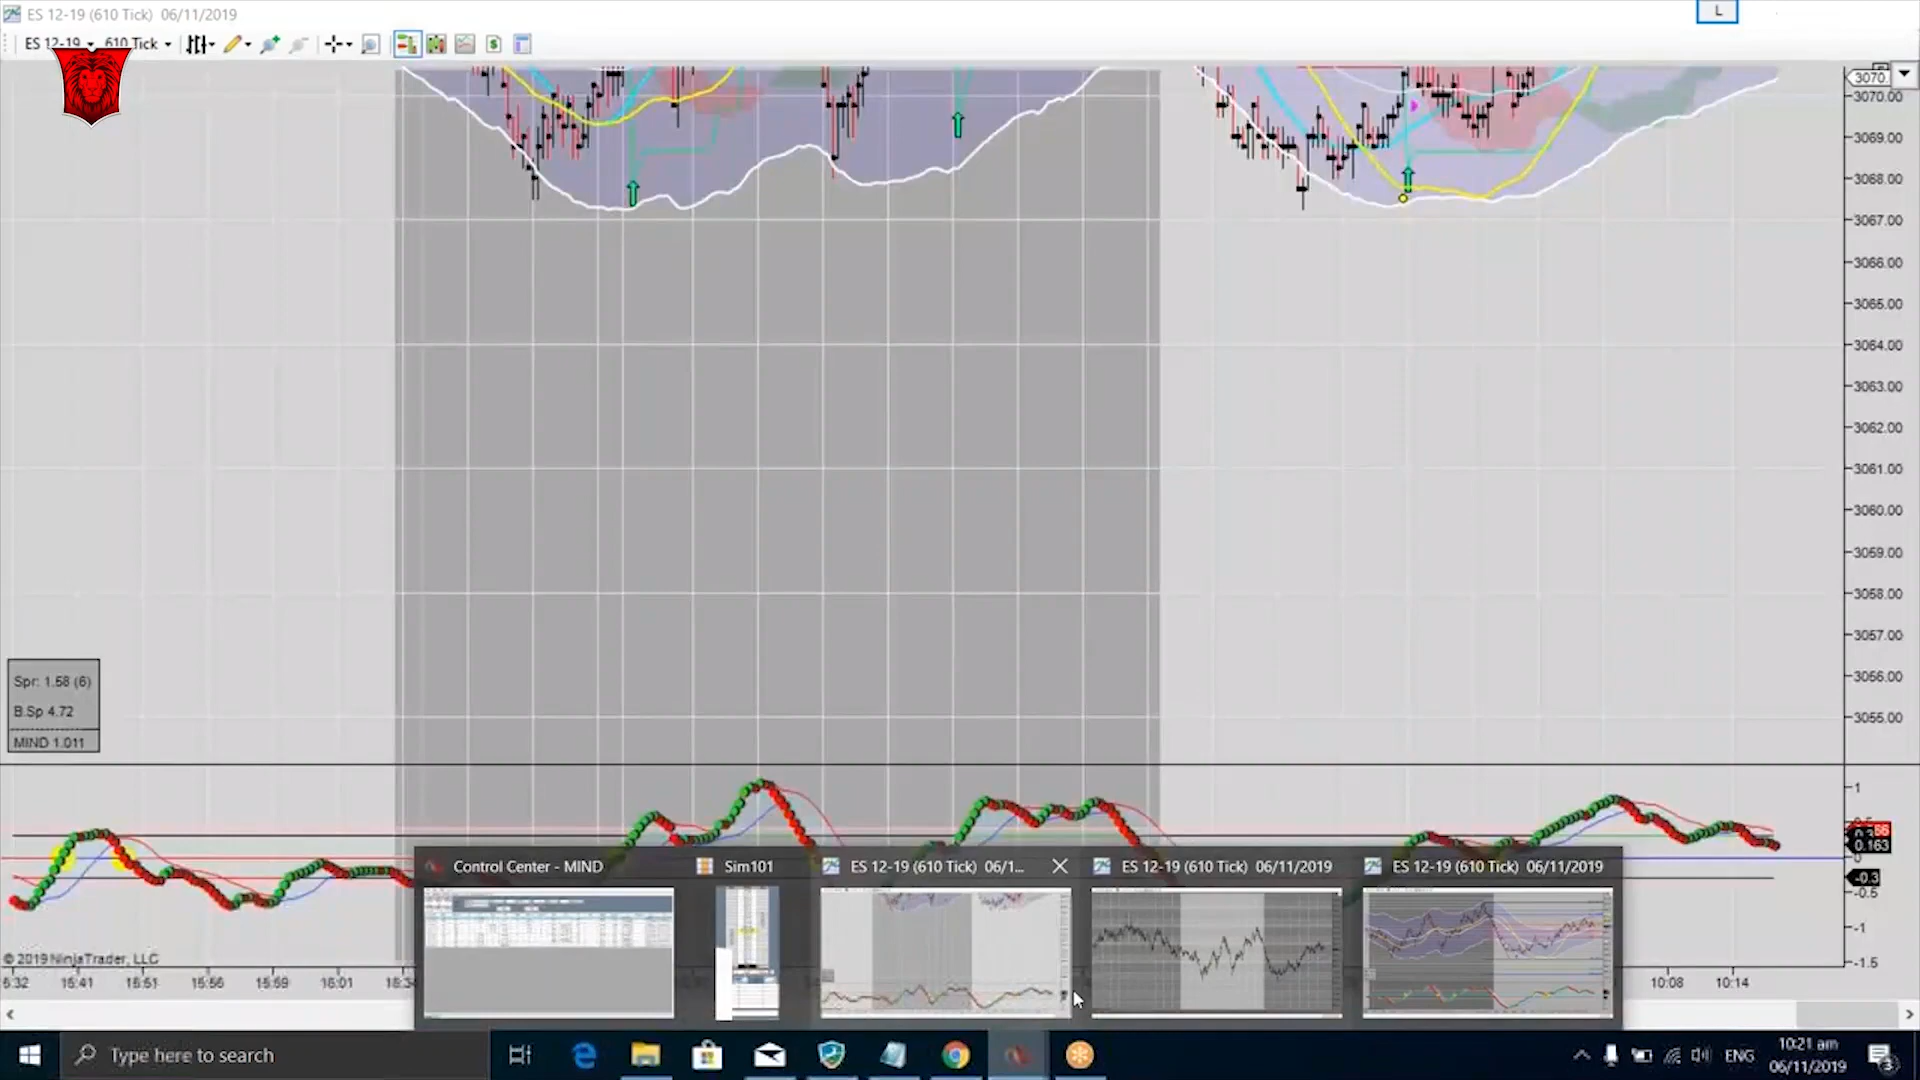 ES 12-19 (610 Tick)  06/11/2019
L
ES 12-19
610 Tick
3070.
3070.00
3069.00
3068.00
3067.00
3066.00
3065.00
3064.00
3063.00
3062.00
3061.00
3060.00
3059.00
3058.00
3057.00
3056.00
3055.00
Spr: 1.58 (6)
B.Sp 4.72
MIND 1.011
1
0.163
0
-0.3
-0.5
-1
-1.5
© 2019 NinjaTrader, LLC
15:41
15:51
15:56
15:59
16:01
10:08
10:14
Control Center - MIND
Sim101
ES 12-19 (610 Tick)  06/1...
ES 12-19 (610 Tick)  06/11/2019
ES 12-19 (610 Tick)  06/11/2019
Type here to search
ENG
10:21 am
06/11/2019
3